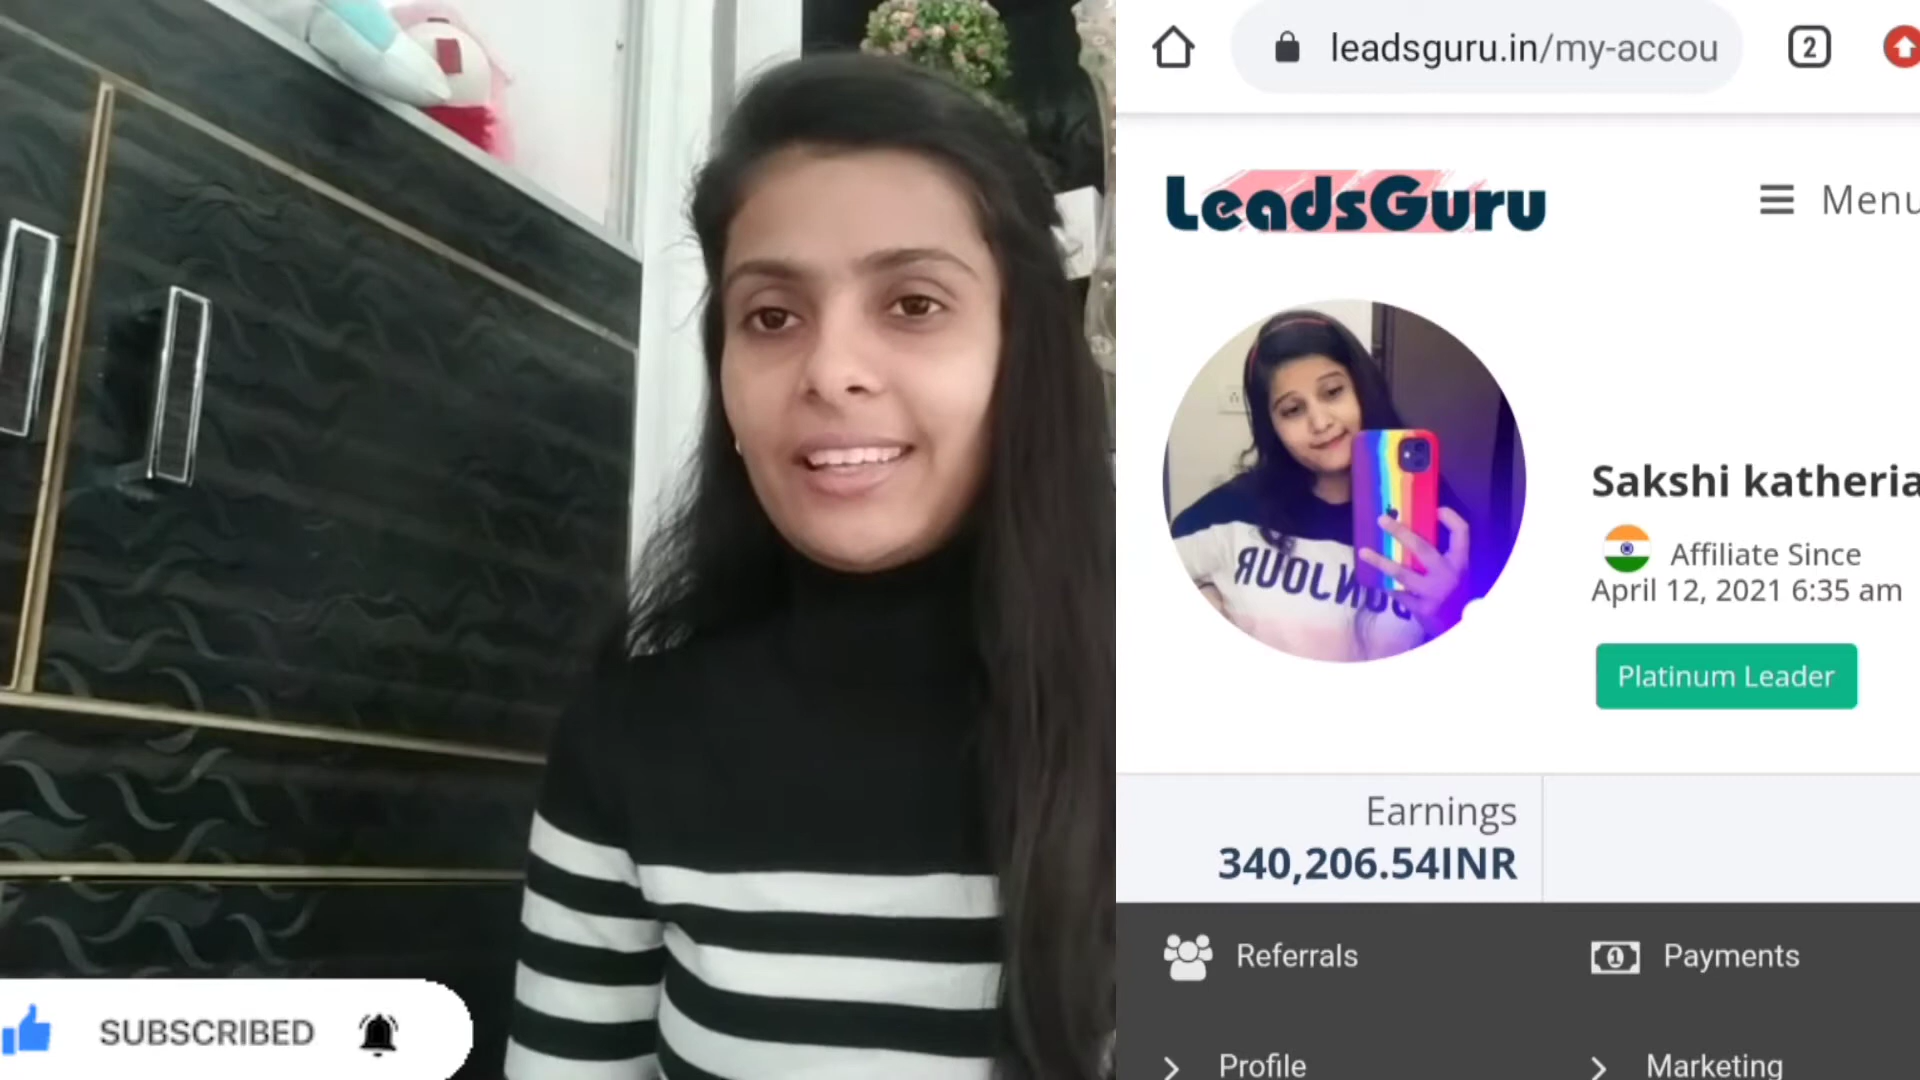 leadsguru.in/my-accou
2
LeadsGuru
Menu
Sakshi katheria
Affiliate Since
April 12, 2021 6:35 am
Platinum Leader
Earnings
340,206.54INR
Referrals
Payments
Profile
Marketing
SUBSCRIBED